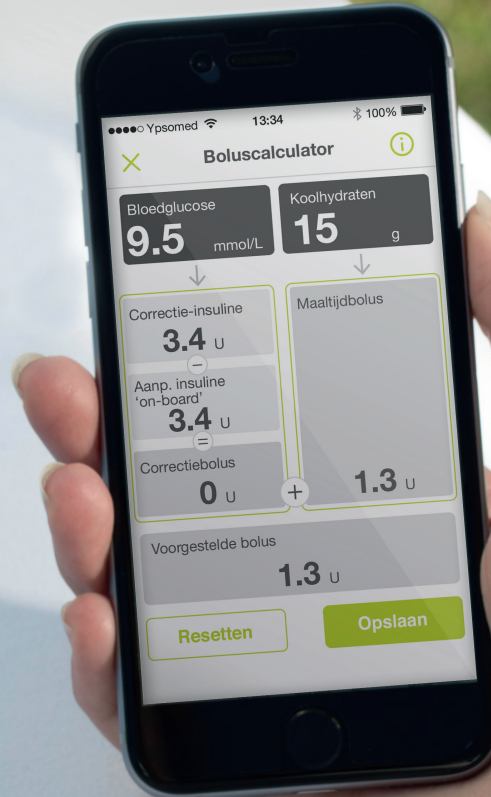 Ypsomed 13:34 100%
Boluscalculator
Bloedglucose
9.5 mmol/L
Koolhydraten
15 g
Correctie-insuline
3.4 U
−
Aanp. insuline
'on-board'
3.4 U
=
Correctiebolus
0 U
+
Maaltijdbolus
1.3 U
Voorgestelde bolus
1.3 U
Resetten
Opslaan